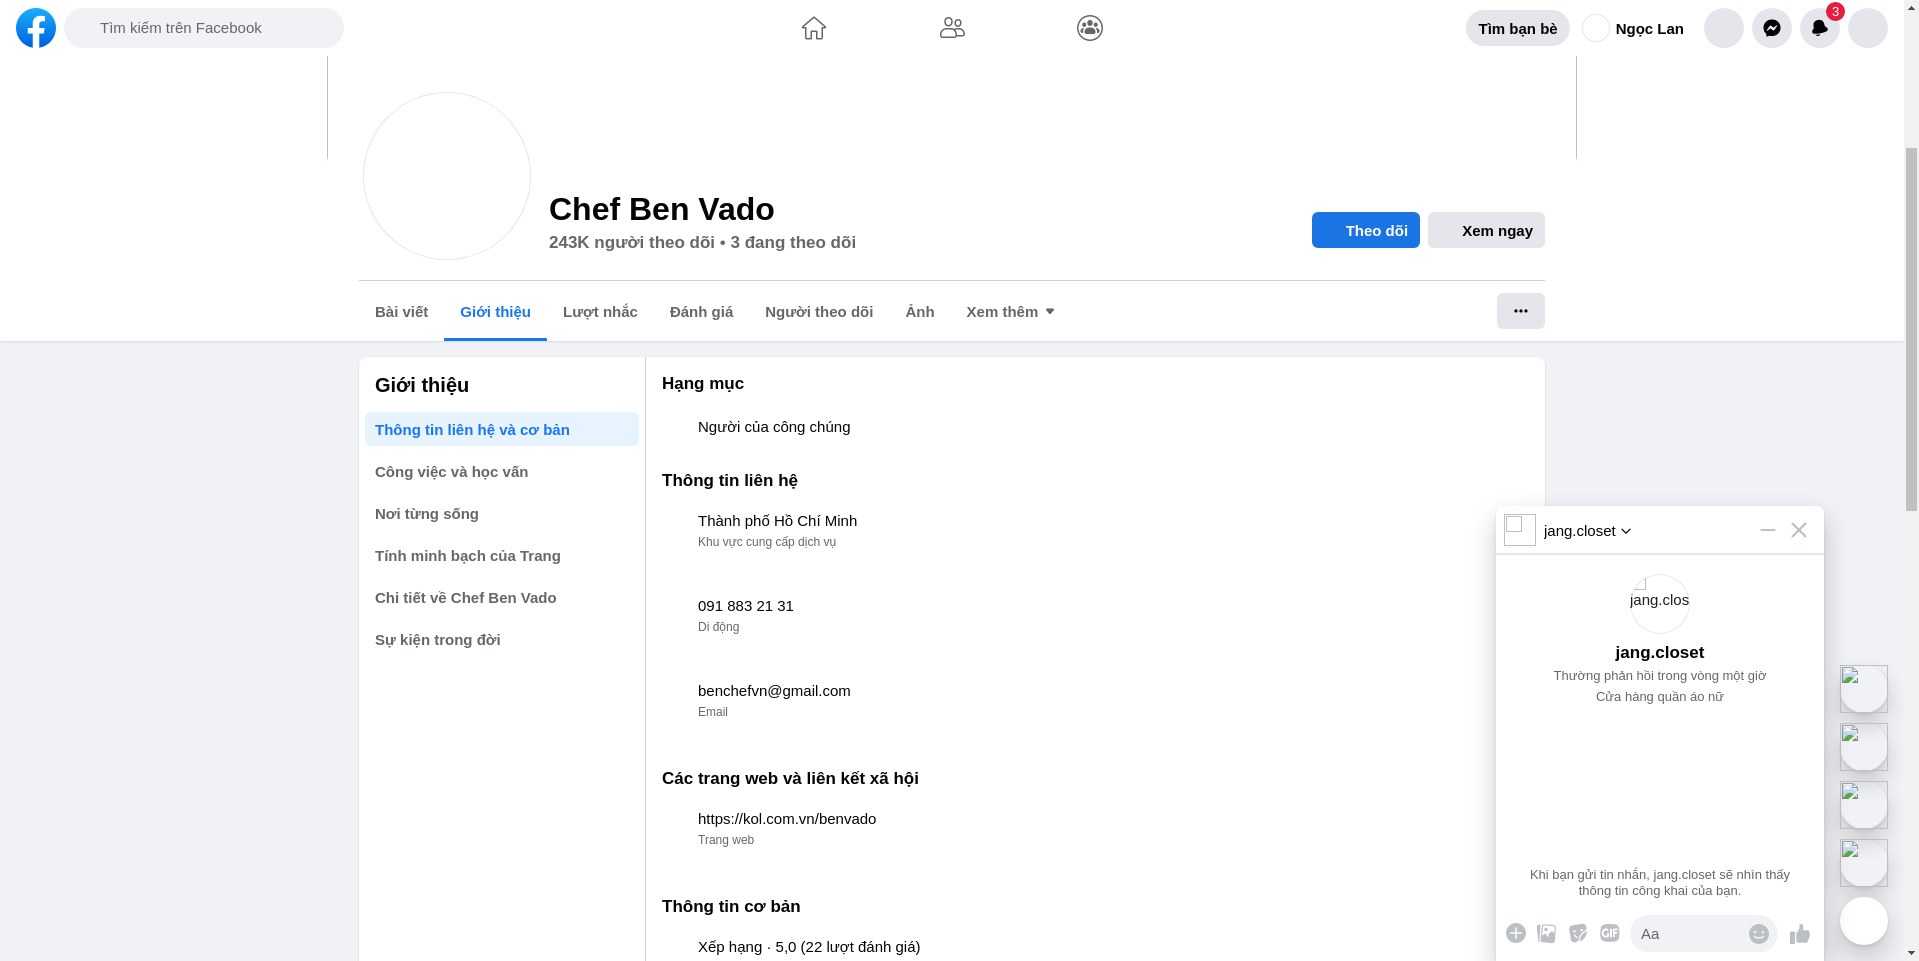 Tìm kiếm trên Facebook
Tìm bạn bè
Ngọc Lan
3
Chef Ben Vado
243K người theo dõi • 3 đang theo dõi
Theo dõi
Xem ngay
Bài viết
Giới thiệu
Lượt nhắc
Đánh giá
Người theo dõi
Ảnh
Xem thêm
Giới thiệu
Thông tin liên hệ và cơ bản
Công việc và học vấn
Nơi từng sống
Tính minh bạch của Trang
Chi tiết về Chef Ben Vado
Sự kiện trong đời
Hạng mục
Người của công chúng
Thông tin liên hệ
Thành phố Hồ Chí Minh
Khu vực cung cấp dịch vụ
091 883 21 31
Di động
benchefvn@gmail.com
Email
Các trang web và liên kết xã hội
https://kol.com.vn/benvado
Trang web
Thông tin cơ bản
Xếp hạng · 5,0 (22 lượt đánh giá)
jang.closet
jang.clos
jang.closet
Thường phản hồi trong vòng một giờ
Cửa hàng quần áo nữ
Khi bạn gửi tin nhắn, jang.closet sẽ nhìn thấy
thông tin công khai của bạn.
GIF
Aa